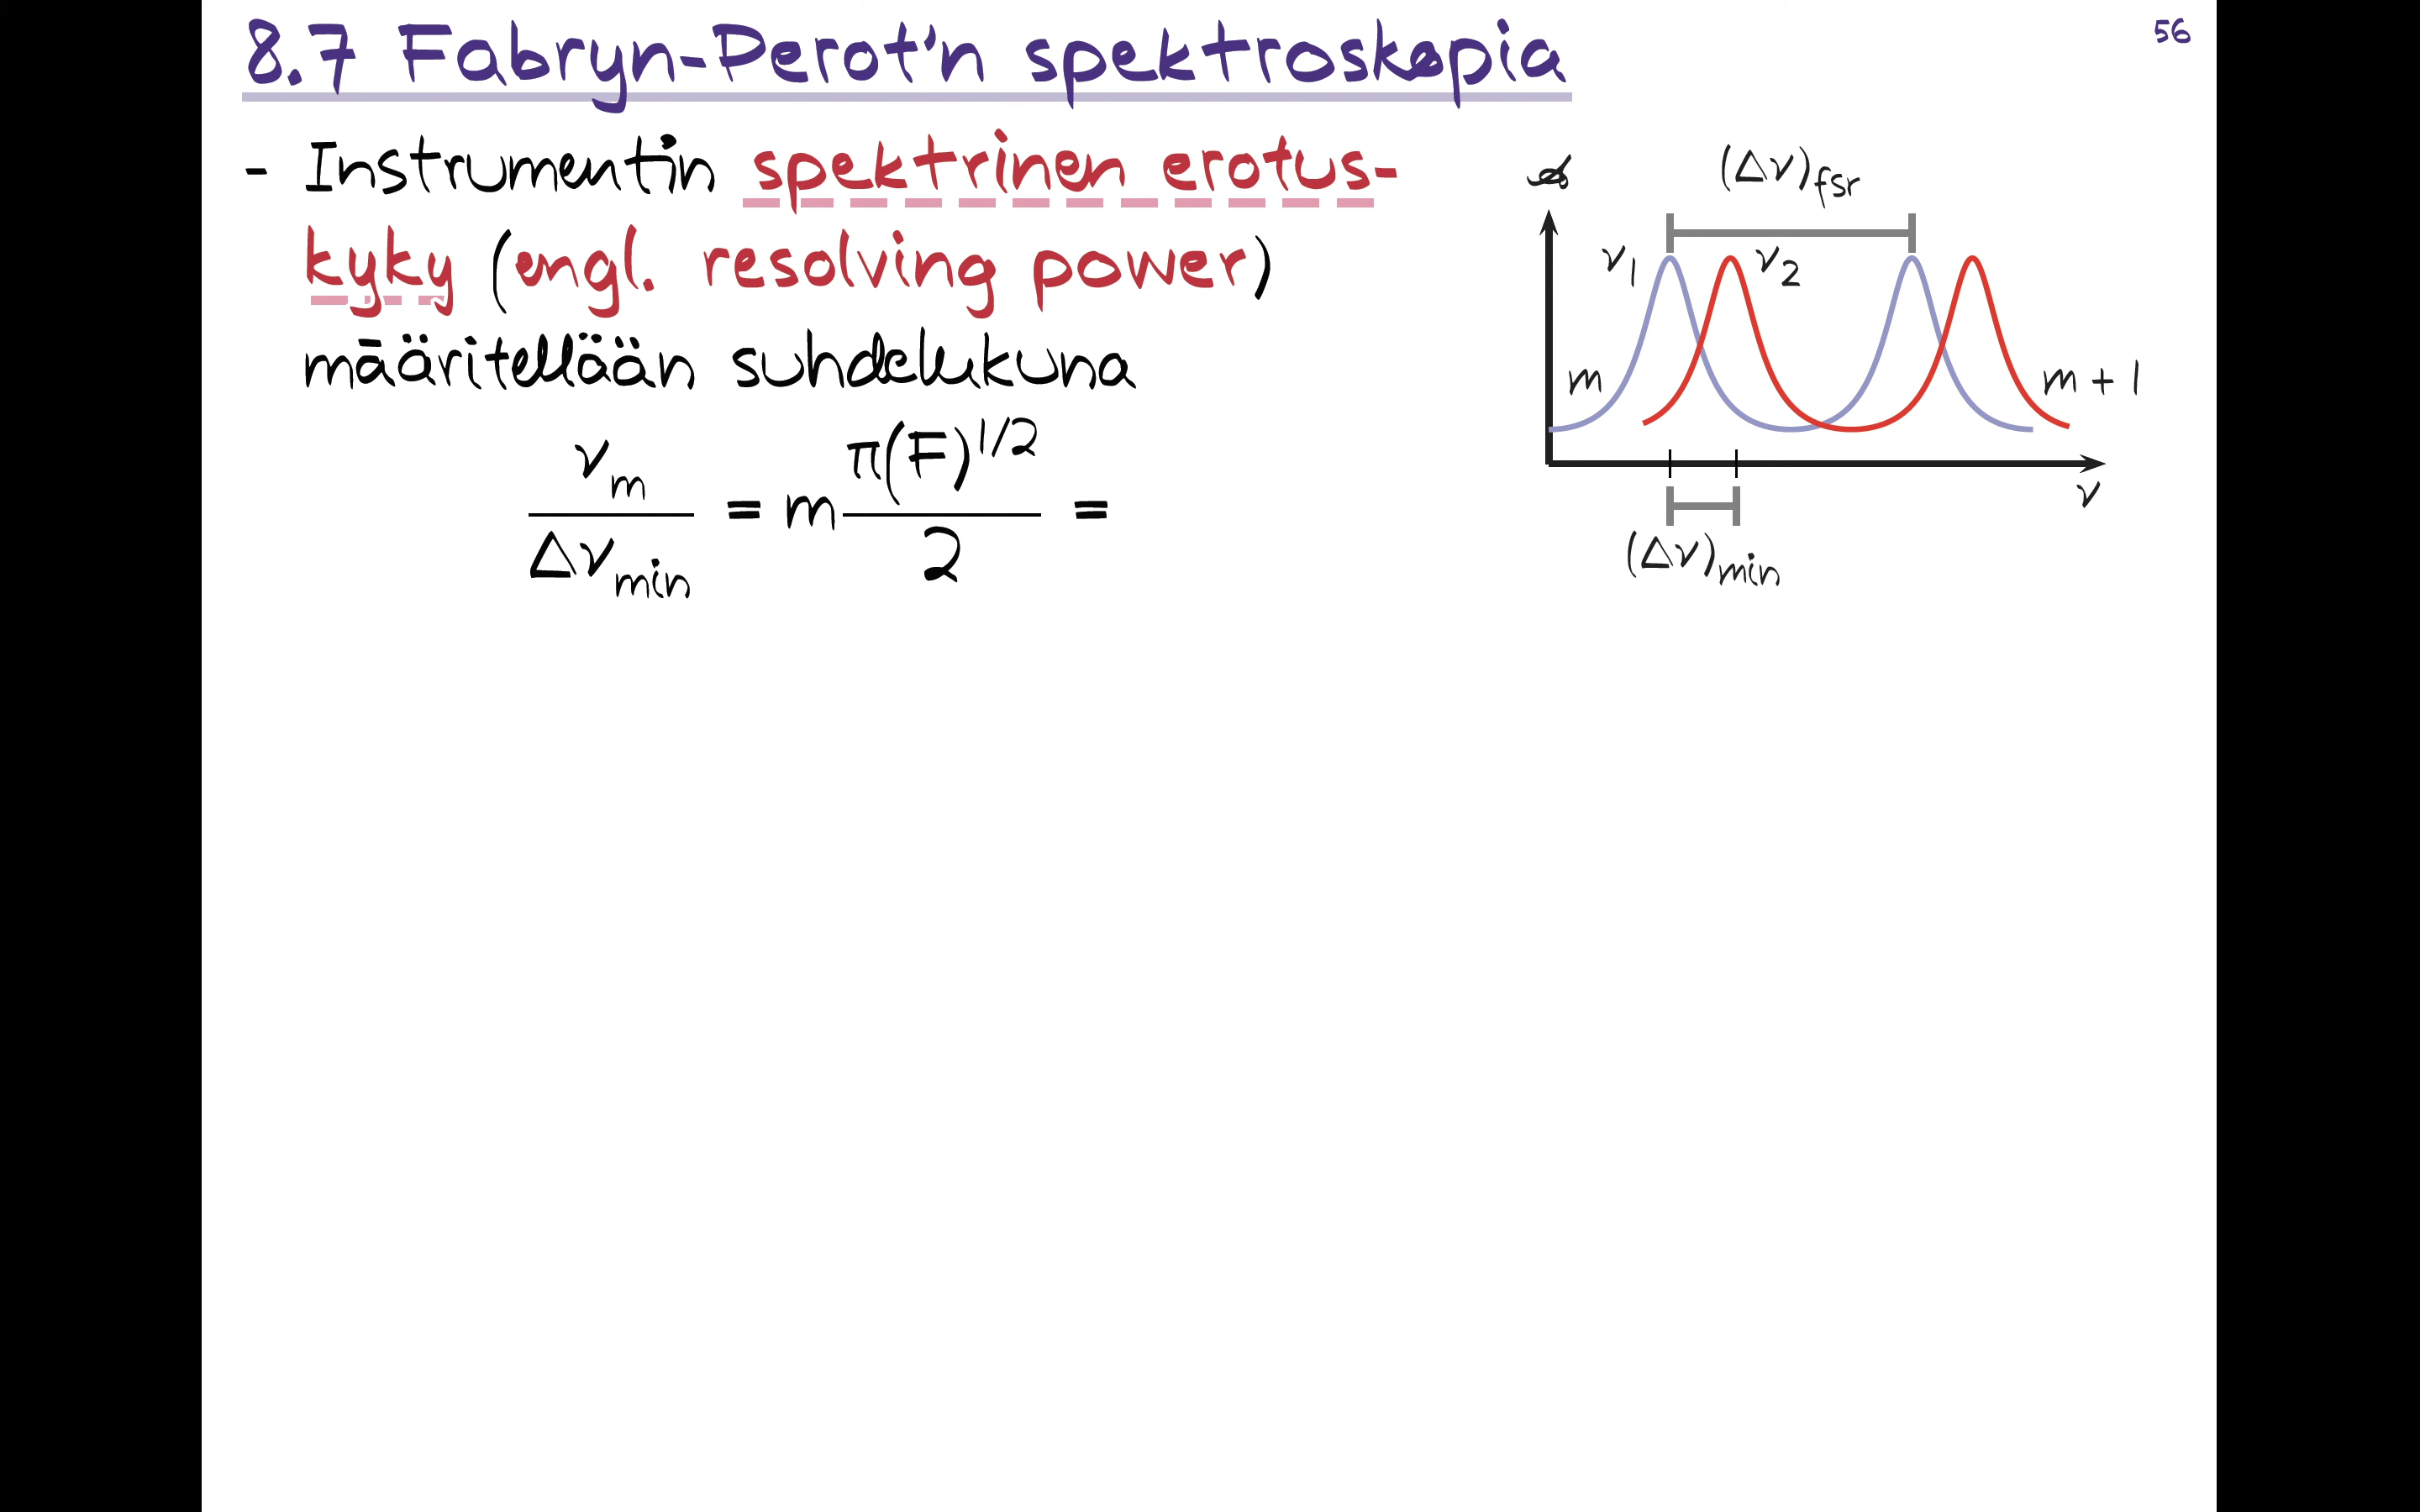 8.7 Fabryn-Perot'n spektroskopia
56
- Instrumentin spektrinen erotus-
kyky (engl. resolving power)
määritellään suhdelukuna
ν_m / Δν_min = m π(F)^1/2 / 2 =
(Δν)_fsr
ν_1 ν_2
m m + 1
ν
(Δν)_min